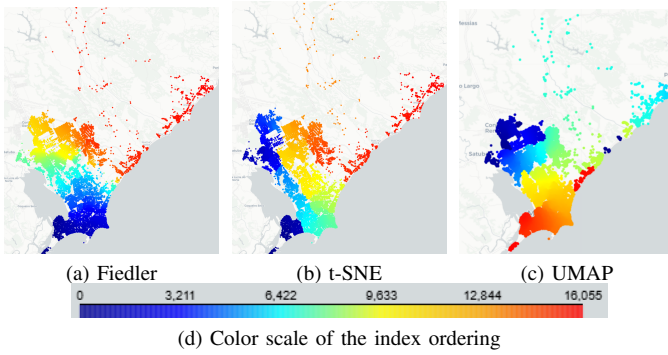 (a) Fiedler
(b) t-SNE
(c) UMAP
0 3,211 6,422 9,633 12,844 16,055
(d) Color scale of the index ordering